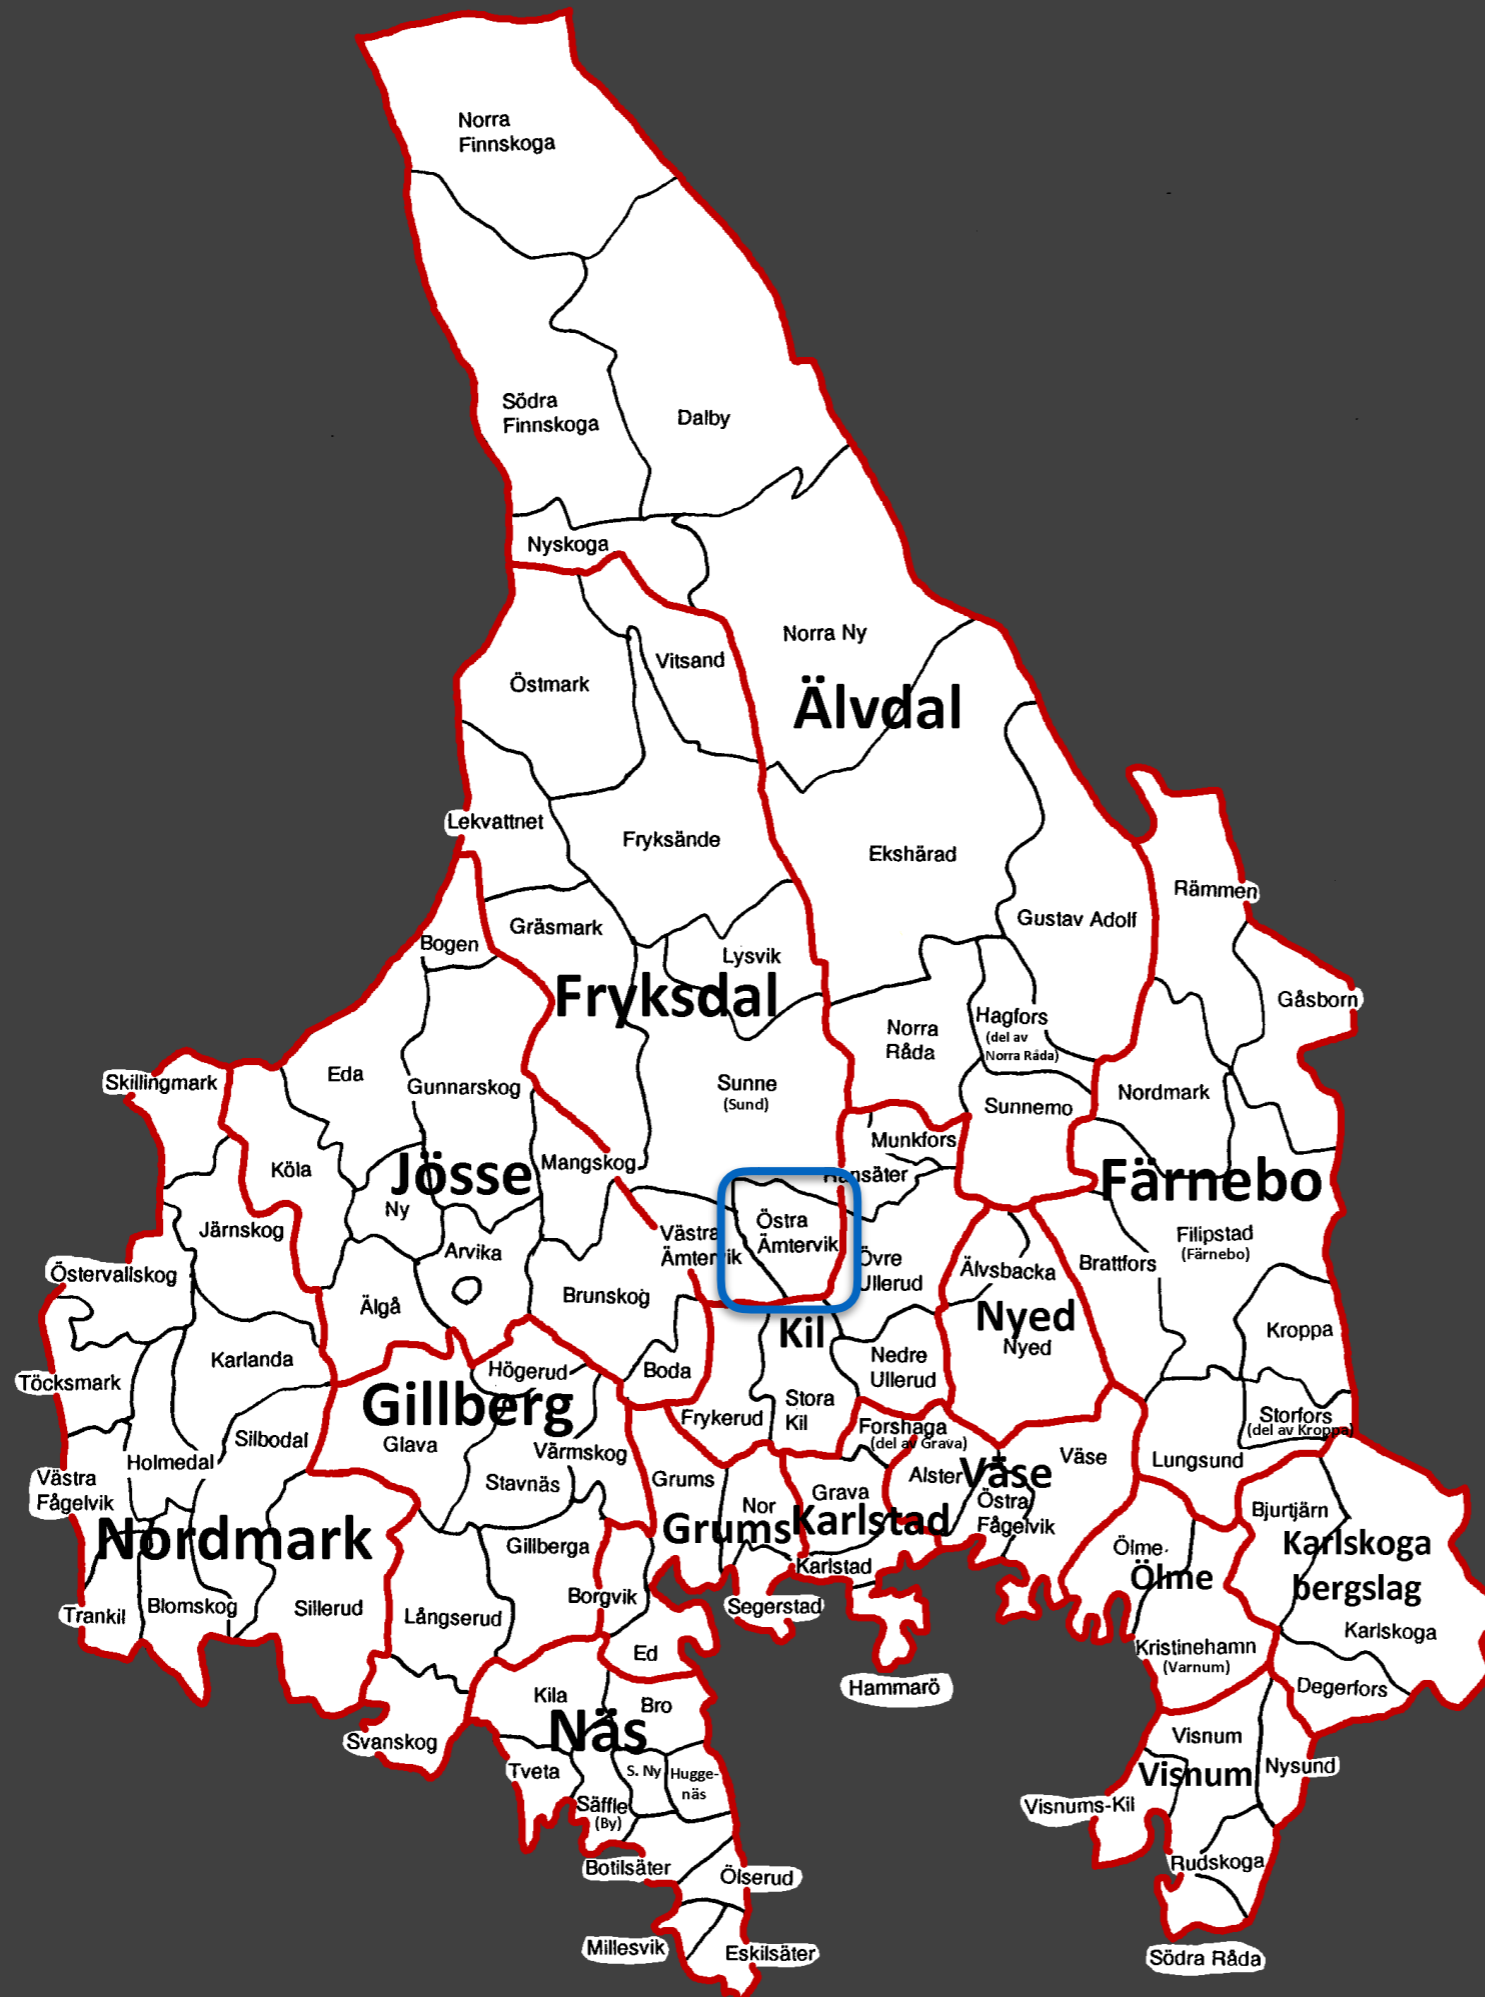 Norra
Finnskoga
Södra
Finnskoga
Dalby
Nyskoga
Norra Ny
Vitsand
Östmark
Älvdal
Lekvattnet
Fryksände
Ekshärad
Rämmen
Gustav Adolf
Gräsmark
Bogen
Lysvik
Fryksdal
Gåsborn
Hagfors
(del av
Norra Råda)
Norra
Råda
Skillingmark
Eda
Gunnarskog
Sunne
(Sund)
Nordmark
Sunnemo
Munkfors
Köla
Jösse
Mangskog
Ransäter
Färnebo
Ny
Järnskog
Västra
Ämtervik
Östra
Ämtervik
Filipstad
(Färnebo)
Arvika
Övre
Ullerud
Älvsbacka
Brattfors
Östervallskog
Brunskog
Älgå
Nyed
Nyed
Kil
Kroppa
Karlanda
Högerud
Boda
Nedre
Ullerud
Töcksmark
Gillberg
Glava
Stora
Kil
Frykerud
Storfors
(del av Kroppa)
Forshaga
(del av Grava)
Silbodal
Holmedal
Värmskog
Väse
Lungsund
Västra
Fågelvik
Stavnäs
Grums
Alster
Väse
Grava
Nor
Östra
Fågelvik
Bjurtjärn
Nordmark
Grums
Karlstad
Gillberga
Ölme
Ölme
Karlskoga
bergslag
Karlstad
Trankil
Blomskog
Sillerud
Långserud
Borgvik
Segerstad
Karlskoga
Ed
Kristinehamn
(Varnum)
Hammarö
Degerfors
Kila
Bro
Näs
Svanskog
Visnum
Visnum
Nysund
Tveta
S. Ny
Hugge-
näs
Säffle
(By)
Visnums-Kil
Botilsäter
Ölserud
Rudskoga
Millesvik
Eskilsäter
Södra Råda